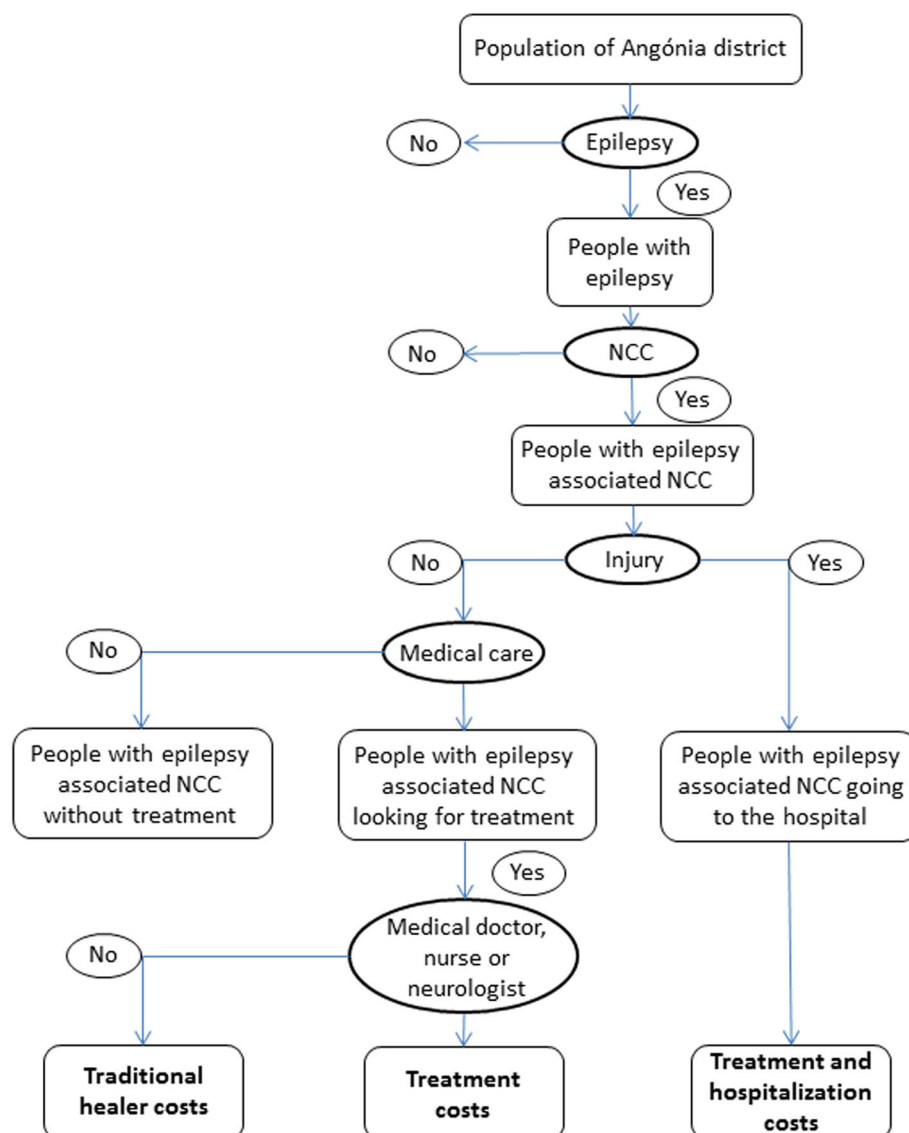 Population of Angónia district
No
Epilepsy
Yes
People with
epilepsy
No
NCC
Yes
People with epilepsy
associated NCC
No
Injury
Yes
No
Medical care
People with epilepsy
associated NCC
without treatment
People with epilepsy
associated NCC
looking for treatment
People with epilepsy
associated NCC going
to the hospital
Yes
No
Medical doctor,
nurse or
neurologist
Traditional
healer costs
Treatment
costs
Treatment and
hospitalization
costs